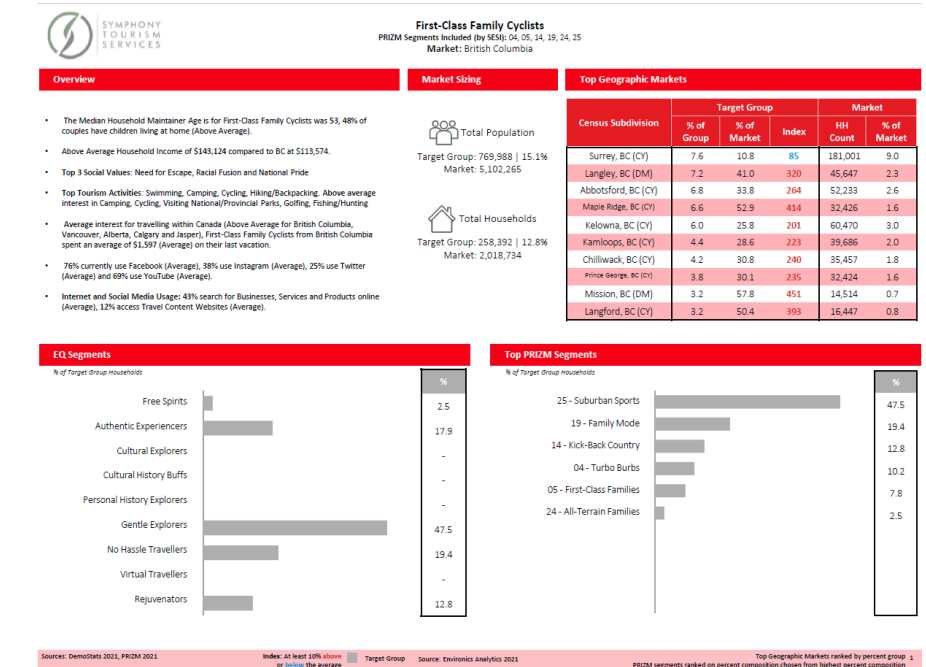 SYMPHONY
TOURISM
SERVICES
First-Class Family Cyclists
PRIZM Segments Included (by SESI): 04, 05, 14, 19, 24, 25
Market: British Columbia
Overview
• The Median Household Maintainer Age is for First-Class Family Cyclists was 53, 48% of
couples have children living at home (Above Average).
• Above Average Household Income of $143,124 compared to BC at $113,574.
• Top 3 Social Values: Need for Escape, Racial Fusion and National Pride
• Top Tourism Activities: Swimming, Camping, Cycling, Hiking/Backpacking. Above average
interest in Camping, Cycling, Visiting National/Provincial Parks, Golfing, Fishing/Hunting
• Average interest for travelling within Canada (Above Average for British Columbia,
Vancouver, Alberta, Calgary and Jasper), First-Class Family Cyclists from British Columbia
spent an average of $1,597 (Average) on their last vacation.
• 76% currently use Facebook (Average), 38% use Instagram (Average), 25% use Twitter
(Average) and 69% use YouTube (Average).
• Internet and Social Media Usage: 43% search for Businesses, Services and Products online
(Average), 12% access Travel Content Websites (Average).
Market Sizing
Total Population
Target Group: 769,988 | 15.1%
Market: 5,102,265
Total Households
Target Group: 258,392 | 12.8%
Market: 2,018,734
Top Geographic Markets
Target Group Market
Census Subdivision % of Group % of Market Index HH Count % of Market
Surrey, BC (CY) 7.6 10.8 85 181,001 9.0
Langley, BC (DM) 7.2 41.0 320 45,647 2.3
Abbotsford, BC (CY) 6.8 33.8 264 52,233 2.6
Maple Ridge, BC (CY) 6.6 52.9 414 32,426 1.6
Kelowna, BC (CY) 6.0 25.8 201 60,470 3.0
Kamloops, BC (CY) 4.4 28.6 223 39,686 2.0
Chilliwack, BC (CY) 4.2 30.8 240 35,457 1.8
Prince George, BC (CY) 3.8 30.1 235 32,424 1.6
Mission, BC (DM) 3.2 57.8 451 14,514 0.7
Langford, BC (CY) 3.2 50.4 393 16,447 0.8
EQ Segments
% of Target Group Households
%
Free Spirits 2.5
Authentic Experiencers 17.9
Cultural Explorers -
Cultural History Buffs -
Personal History Explorers -
Gentle Explorers 47.5
No Hassle Travellers 19.4
Virtual Travellers -
Rejuvenators 12.8
Top PRIZM Segments
% of Target Group Households
%
25 - Suburban Sports 47.5
19 - Family Mode 19.4
14 - Kick-Back Country 12.8
04 - Turbo Burbs 10.2
05 - First-Class Families 7.8
24 - All-Terrain Families 2.5
Sources: DemoStats 2021, PRIZM 2021
Index: At least 10% above
or below the average
Target Group
Source: Environics Analytics 2021
Top Geographic Markets ranked by percent group 1
PRIZM segments ranked on percent composition chosen from highest percent composition